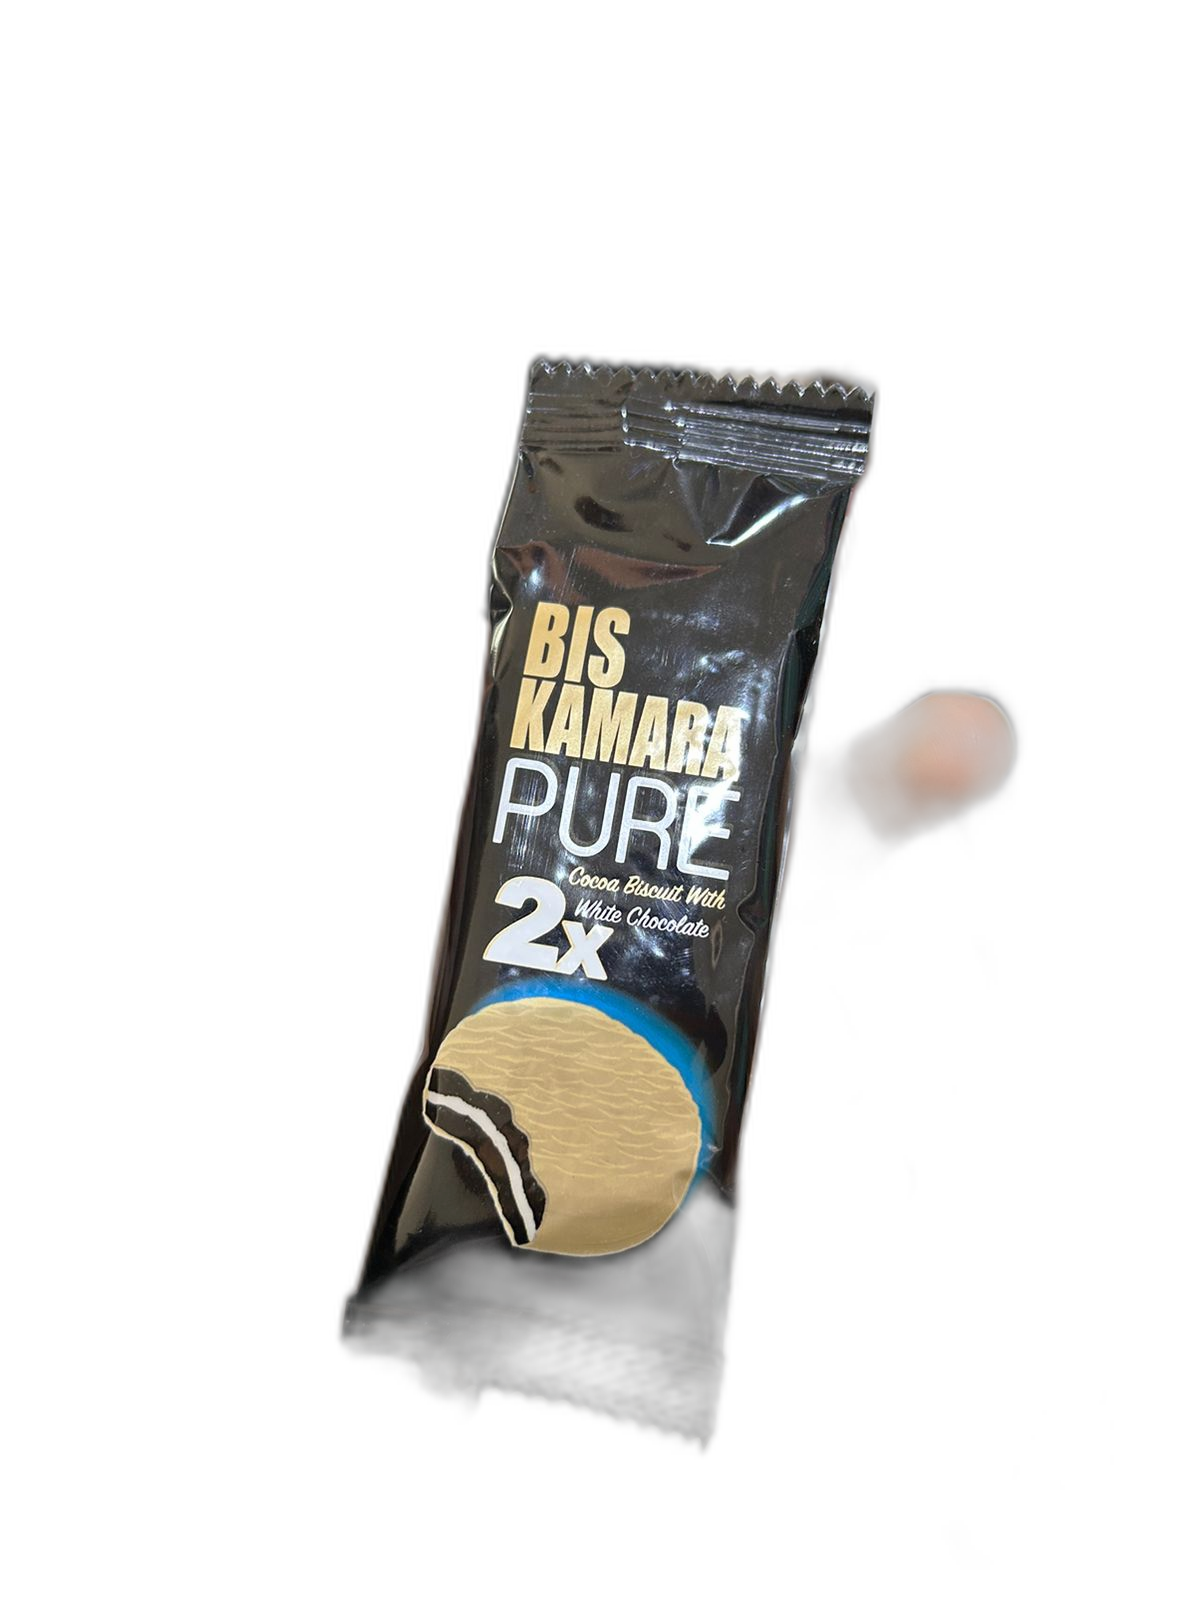 BIS
KAMARA
PURE
Cocoa Biscuit With
White Chocolate
2x